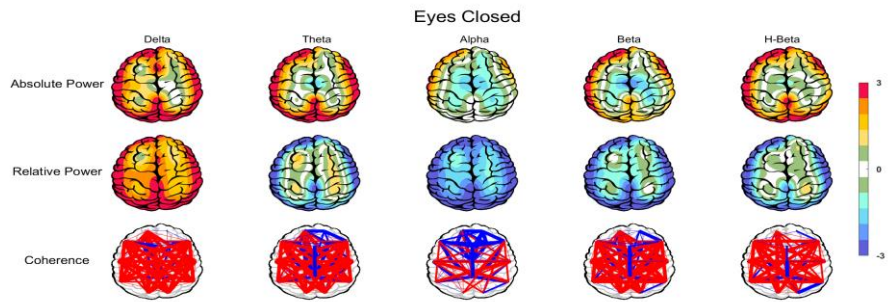 Eyes Closed
Delta Theta Alpha Beta H-Beta
Absolute Power
3
Relative Power
0
Coherence
-3